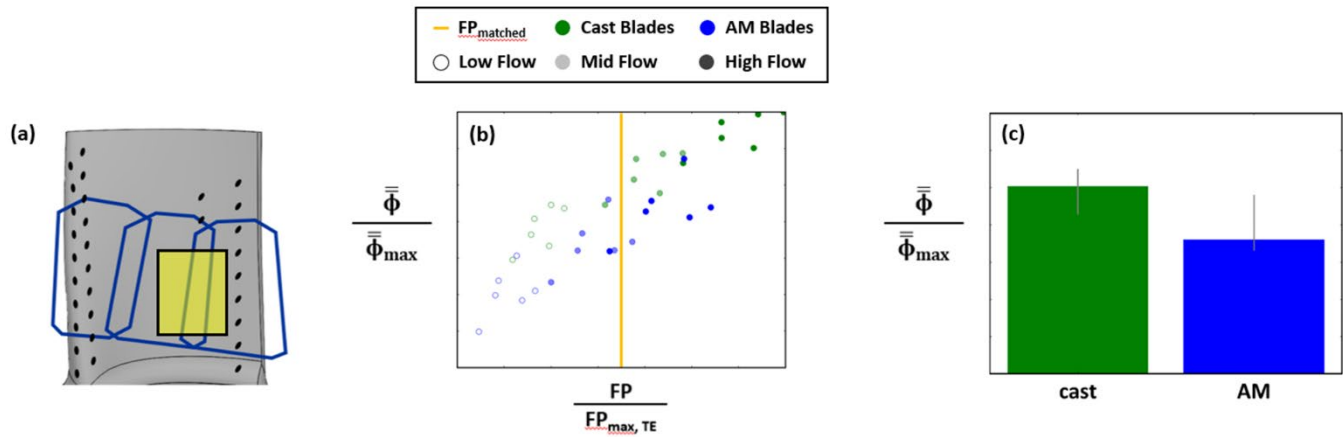 FPmatched Cast Blades AM Blades
Low Flow Mid Flow High Flow
(a)
(b)
(c)
Φ̿
Φ̿max
FP
FPmax, TE
Φ̿
Φ̿max
cast AM